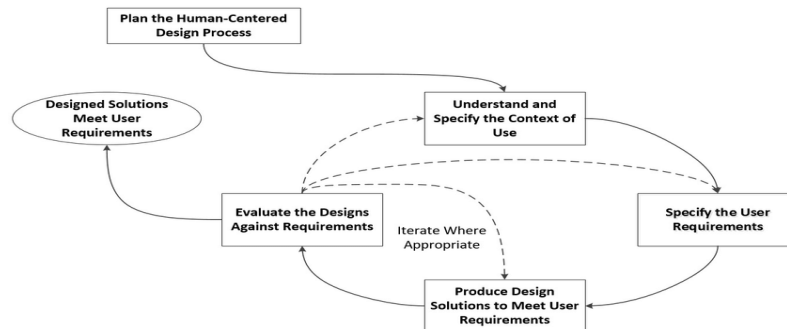 Plan the Human-Centered
Design Process
Designed Solutions
Meet User
Requirements
Understand and
Specify the Context of
Use
Evaluate the Designs
Against Requirements
Iterate Where
Appropriate
Specify the User
Requirements
Produce Design
Solutions to Meet User
Requirements